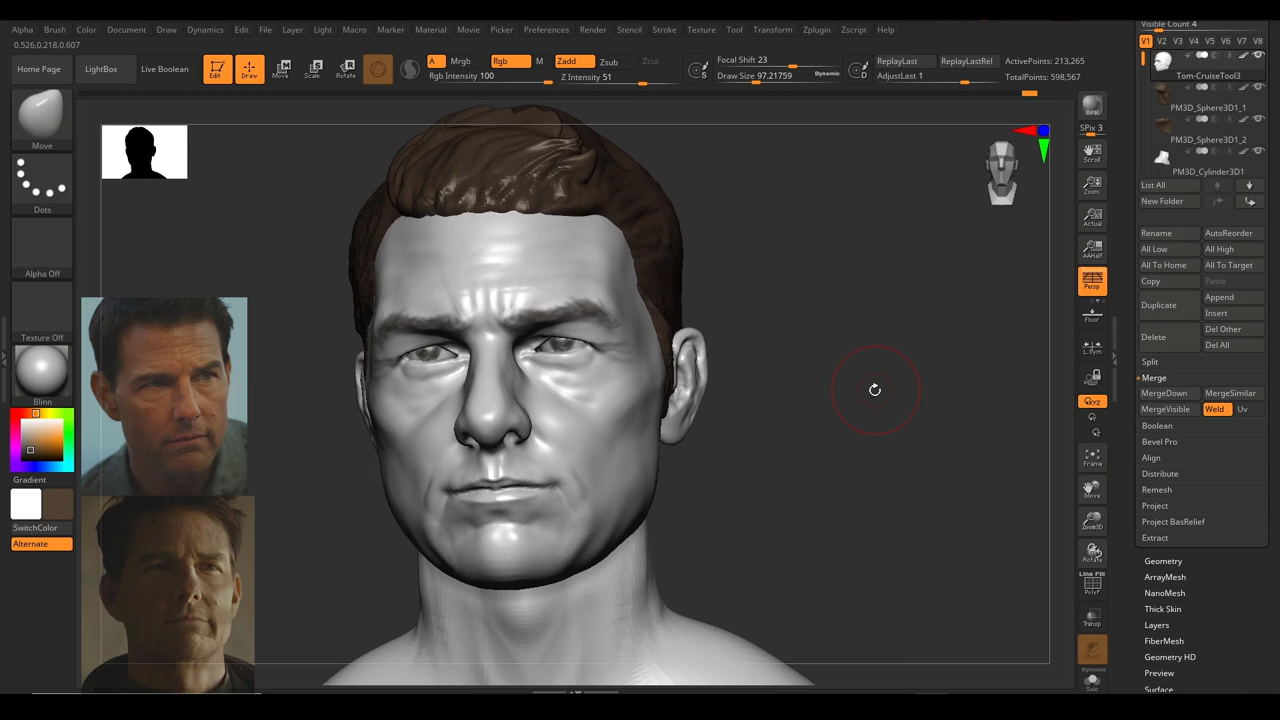 Visible Count 4
Alpha Brush Color Document Draw Dynamics Edit File Layer Light Macro Marker Material Movie Picker Preferences Render Stencil Stroke Texture Tool Transform Zplugin Zscript Help
0.526,0.218,0.607
V1 V2 V3 V4 V5 V6 V7 V8
Home Page LightBox Live Boolean Edit Draw Move Scale Rotate
A Mrgb Rgb M Zadd Zsub Zcut
Rgb Intensity 100 Z Intensity 51
S Focal Shift 23
Draw Size 97.21759 Dynamic
D ReplayLast ReplayLastRel
AdjustLast 1
ActivePoints: 213,265
TotalPoints: 598,567
Tom-CruiseTool3
PM3D_Sphere3D1_1
PM3D_Sphere3D1_2
PM3D_Cylinder3D1
Move
Dots
Alpha Off
Texture Off
Blinn
Gradient
SwitchColor
Alternate
BPR
SPix 3
Scroll
Zoom
Actual
AAHalf
Persp
Floor
L.Sym
XYZ
Frame
Move
Zoom3D
Rotate
Line Fill
PolyF
Transp
Ghost
Dynamic
Solo
List All
New Folder
Rename AutoReorder
All Low All High
All To Home All To Target
Copy Paste
Duplicate Append
Insert
Delete Del Other
Del All
Split
Merge
MergeDown MergeSimilar
MergeVisible Weld Uv
Boolean
Bevel Pro
Align
Distribute
Remesh
Project
Project BasRelief
Extract
Geometry
ArrayMesh
NanoMesh
Thick Skin
Layers
FiberMesh
Geometry HD
Preview
Surface